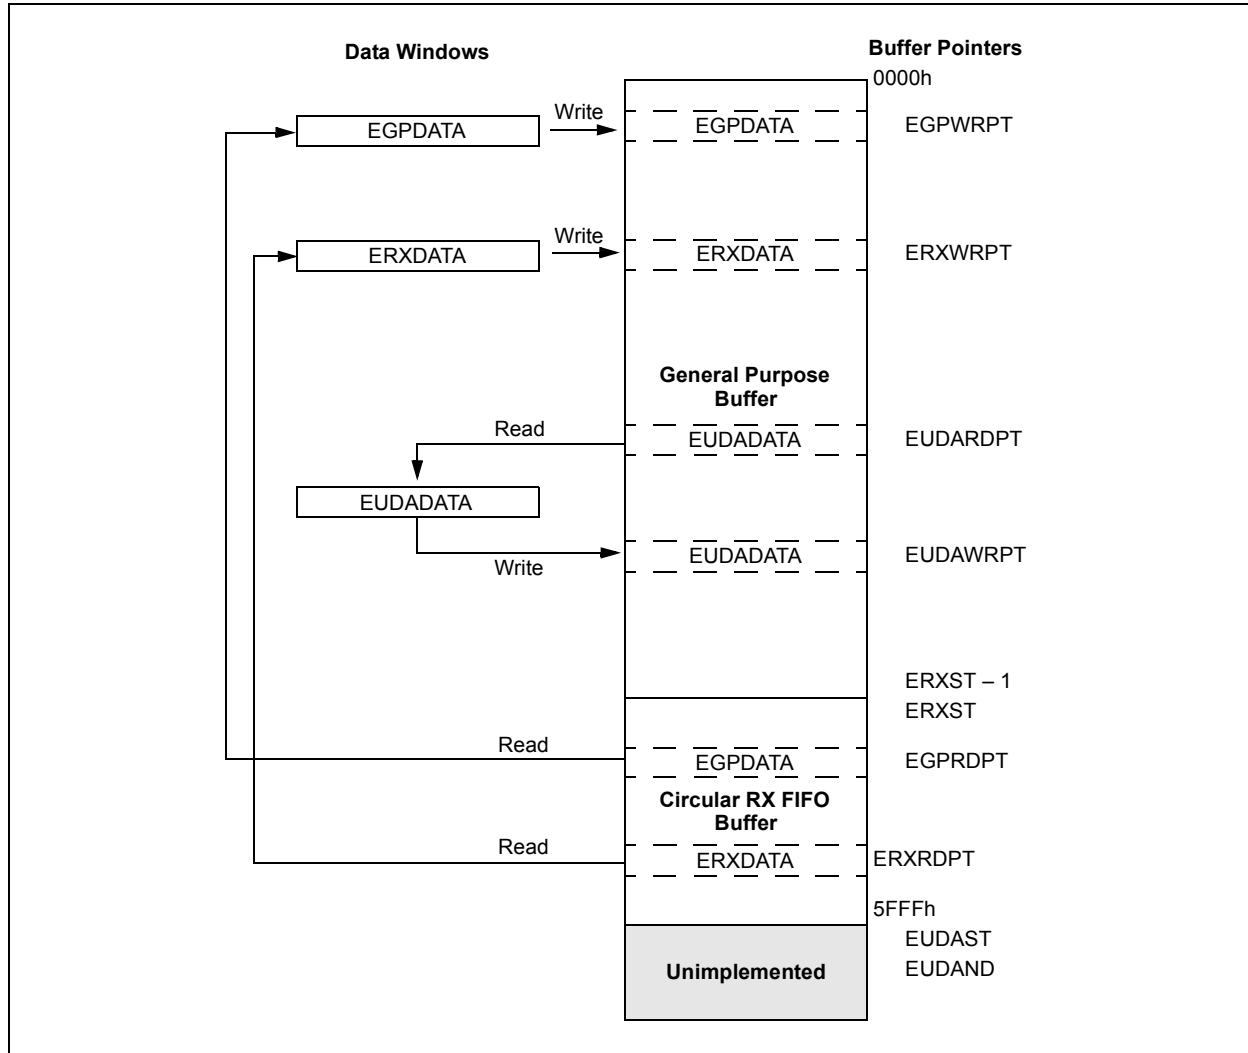 Data Windows
Buffer Pointers
0000h
Write
EGPDATA
EGPDATA
EGPWRPT
Write
ERXDATA
ERXDATA
ERXWRPT
General Purpose
Buffer
Read
EUDADATA
EUDARDPT
EUDADATA
Write
EUDADATA
EUDAWRPT
ERXST – 1
ERXST
Read
EGPDATA
EGPRDPT
Circular RX FIFO
Buffer
Read
ERXDATA
ERXRDPT
5FFFh
EUDAST
Unimplemented
EUDAND